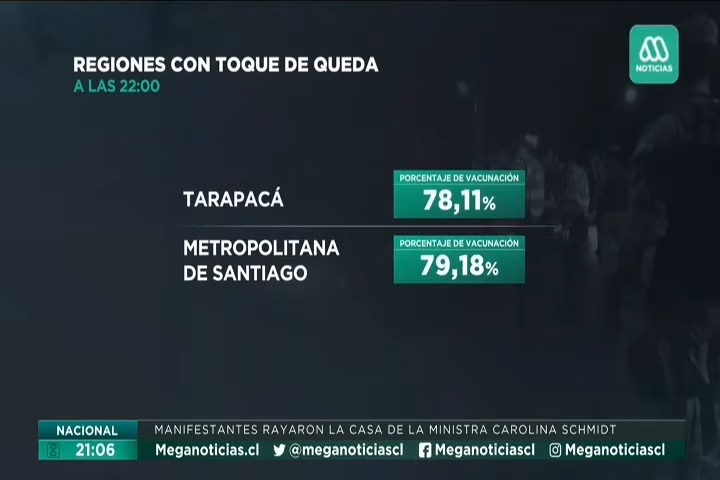 REGIONES CON TOQUE DE QUEDA
A LAS 22:00
NOTICIAS
TARAPACÁ
PORCENTAJE DE VACUNACIÓN
78,11%
METROPOLITANA
DE SANTIAGO
PORCENTAJE DE VACUNACIÓN
79,18%
NACIONAL
MANIFESTANTES RAYARON LA CASA DE LA MINISTRA CAROLINA SCHMIDT
21:06
Meganoticias.cl @meganoticiascl Meganoticiascl Meganoticiascl